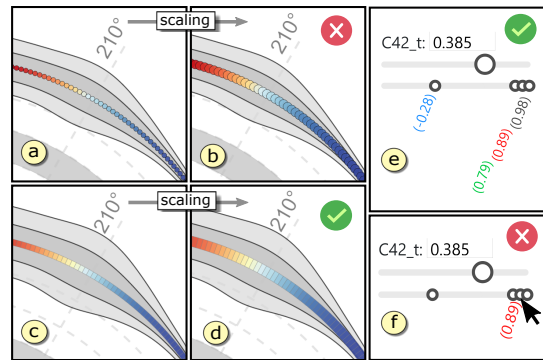 scaling
210°
210°
a
b
C42_t: 0.385
(-0.28)
(0.79)
(0.89)
(0.98)
e
scaling
210°
210°
c
d
C42_t: 0.385
(0.89)
f